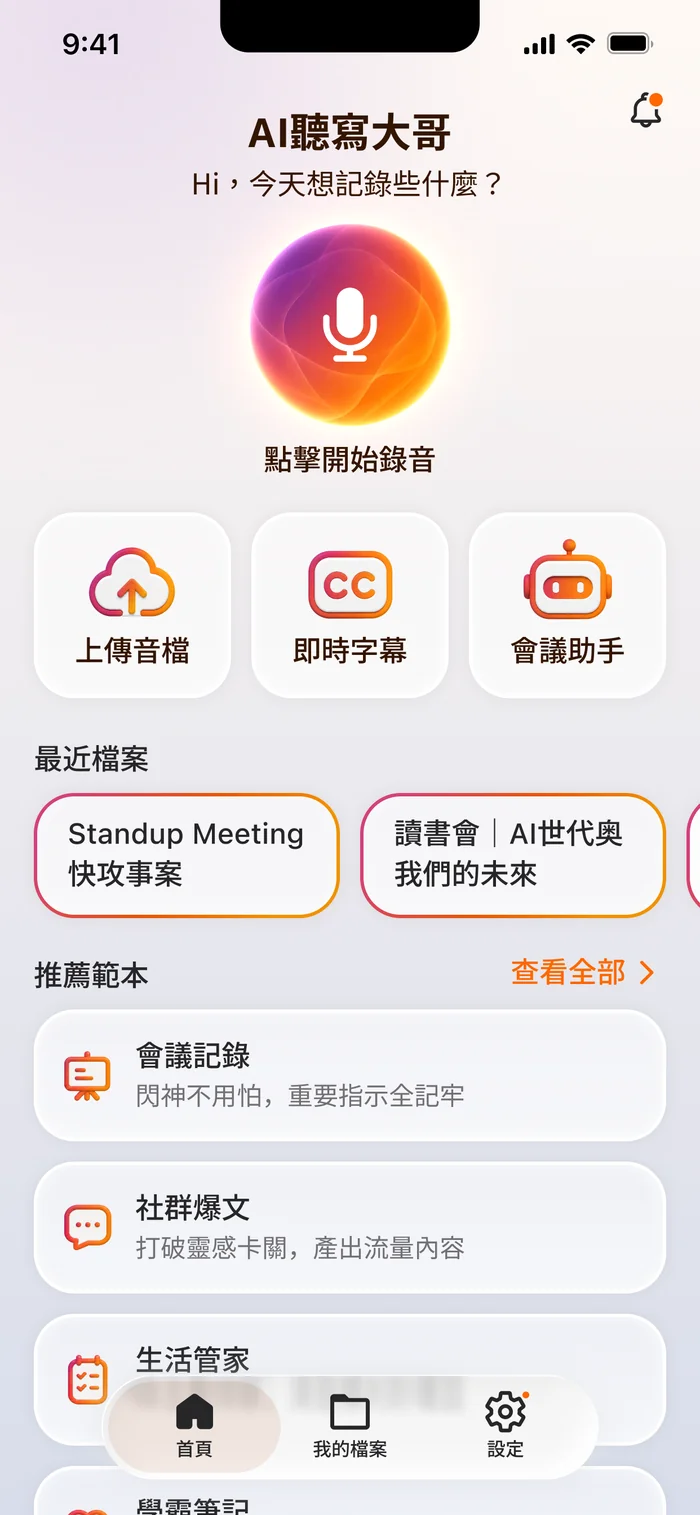 9:41
AI聽寫大哥
Hi，今天想記錄些什麼？
點擊開始錄音
上傳音檔
CC
即時字幕
會議助手
最近檔案
Standup Meeting
快攻事案
讀書會｜AI世代奥
我們的未來
推薦範本
查看全部
會議記錄
閃神不用怕，重要指示全記牢
社群爆文
打破靈感卡關，產出流量內容
生活管家
首頁
我的檔案
設定
學霸筆記